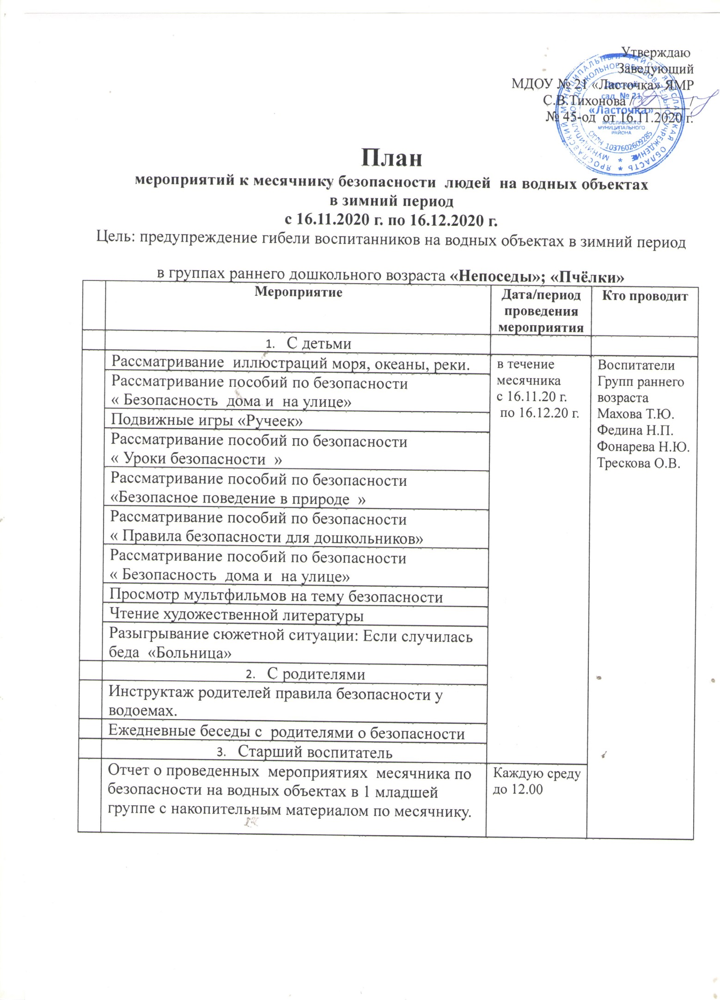 Утверждаю
Заведующий
МДОУ № 21 «Ласточка» ЯМР
С.В.Тихонова /________/
№ 45-од от 16.11.2020 г.
ЯРОСЛАВСКИЙ МУНИЦИПАЛЬНЫЙ РАЙОН ЯРОСЛАВСКАЯ ОБЛАСТЬ *
МУНИЦИПАЛЬНОЕ ДОШКОЛЬНОЕ ОБРАЗОВАТЕЛЬНОЕ УЧРЕЖДЕНИЕ *
Детский
сад № 21
«Ласточка»
ЯРОСЛАВСКОГО
МУНИЦИПАЛЬНОГО
РАЙОНА
ОГРН 1037602609285
План
мероприятий к месячнику безопасности людей на водных объектах
в зимний период
с 16.11.2020 г. по 16.12.2020 г.
Цель: предупреждение гибели воспитанников на водных объектах в зимний период
в группах раннего дошкольного возраста «Непоседы»; «Пчёлки»
Мероприятие
Дата/период
проведения
мероприятия
Кто проводит
1. С детьми
Рассматривание иллюстраций моря, океаны, реки.
Рассматривание пособий по безопасности
« Безопасность дома и на улице»
Подвижные игры «Ручеек»
Рассматривание пособий по безопасности
« Уроки безопасности »
Рассматривание пособий по безопасности
«Безопасное поведение в природе »
Рассматривание пособий по безопасности
« Правила безопасности для дошкольников»
Рассматривание пособий по безопасности
« Безопасность дома и на улице»
Просмотр мультфильмов на тему безопасности
Чтение художественной литературы
Разыгрывание сюжетной ситуации: Если случилась
беда «Больница»
в течение
месячника
с 16.11.20 г.
по 16.12.20 г.
Воспитатели
Групп раннего
возраста
Махова Т.Ю.
Федина Н.П.
Фонарева Н.Ю.
Трескова О.В.
2. С родителями
Инструктаж родителей правила безопасности у
водоемах.
Ежедневные беседы с родителями о безопасности
3. Старший воспитатель
Отчет о проведенных мероприятиях месячника по
безопасности на водных объектах в 1 младшей
группе с накопительным материалом по месячнику.
Каждую среду
до 12.00